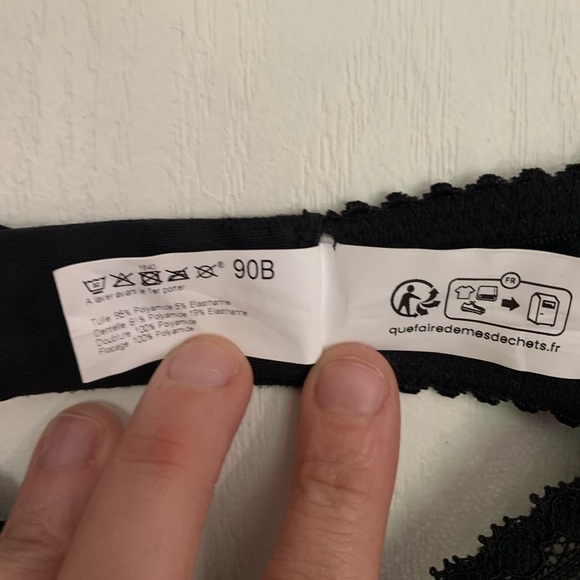 90B
A laver avant le 1er porter
Tulle 95% Polyamide 5% Elasthanne
Dentelle 81% Polyamide 19% Elasthanne
Doublure 100% Polyamide
Flocage 100% Polyamide
FR
quefairedemesdechets.fr